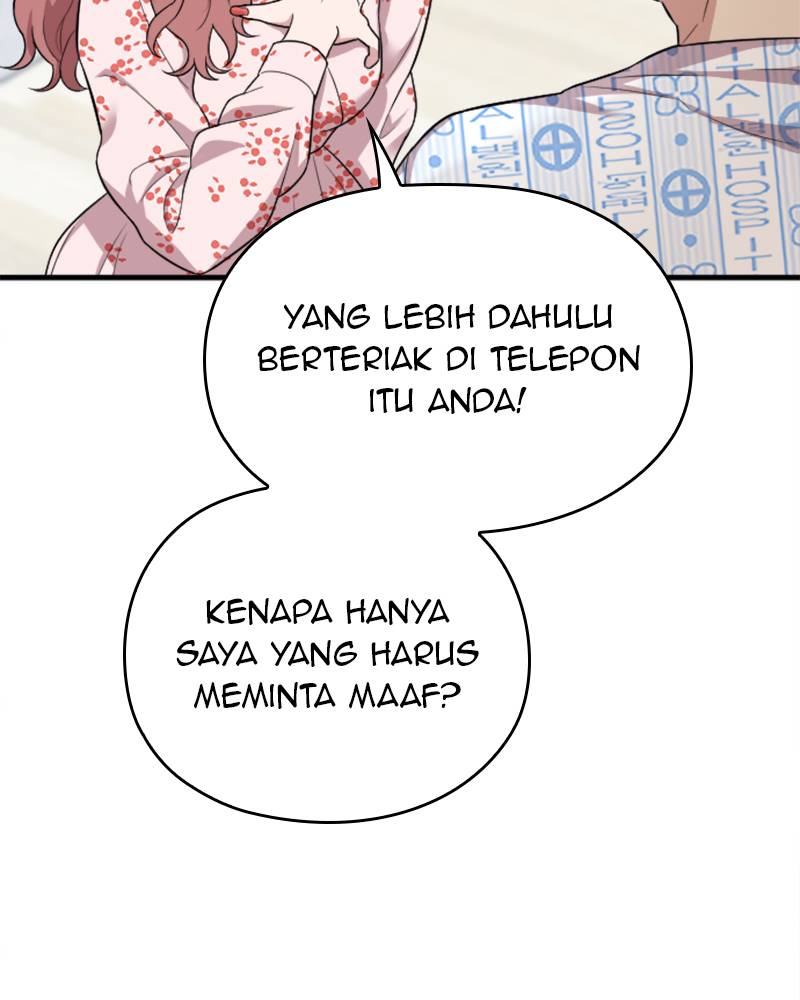 YANG LEBIH DAHULU
BERTERIAK DI TELEPON
ITU ANDA!
KENAPA HANYA
SAYA YANG HARUS
MEMINTA MAAF?